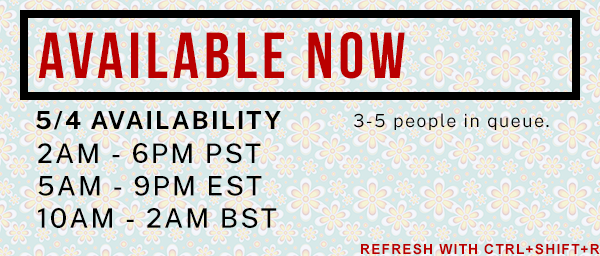 AVAILABLE NOW
5/4 AVAILABILITY
3-5 people in queue.
2AM - 6PM PST
5AM - 9PM EST
10AM - 2AM BST
REFRESH WITH CTRL+SHIFT+R